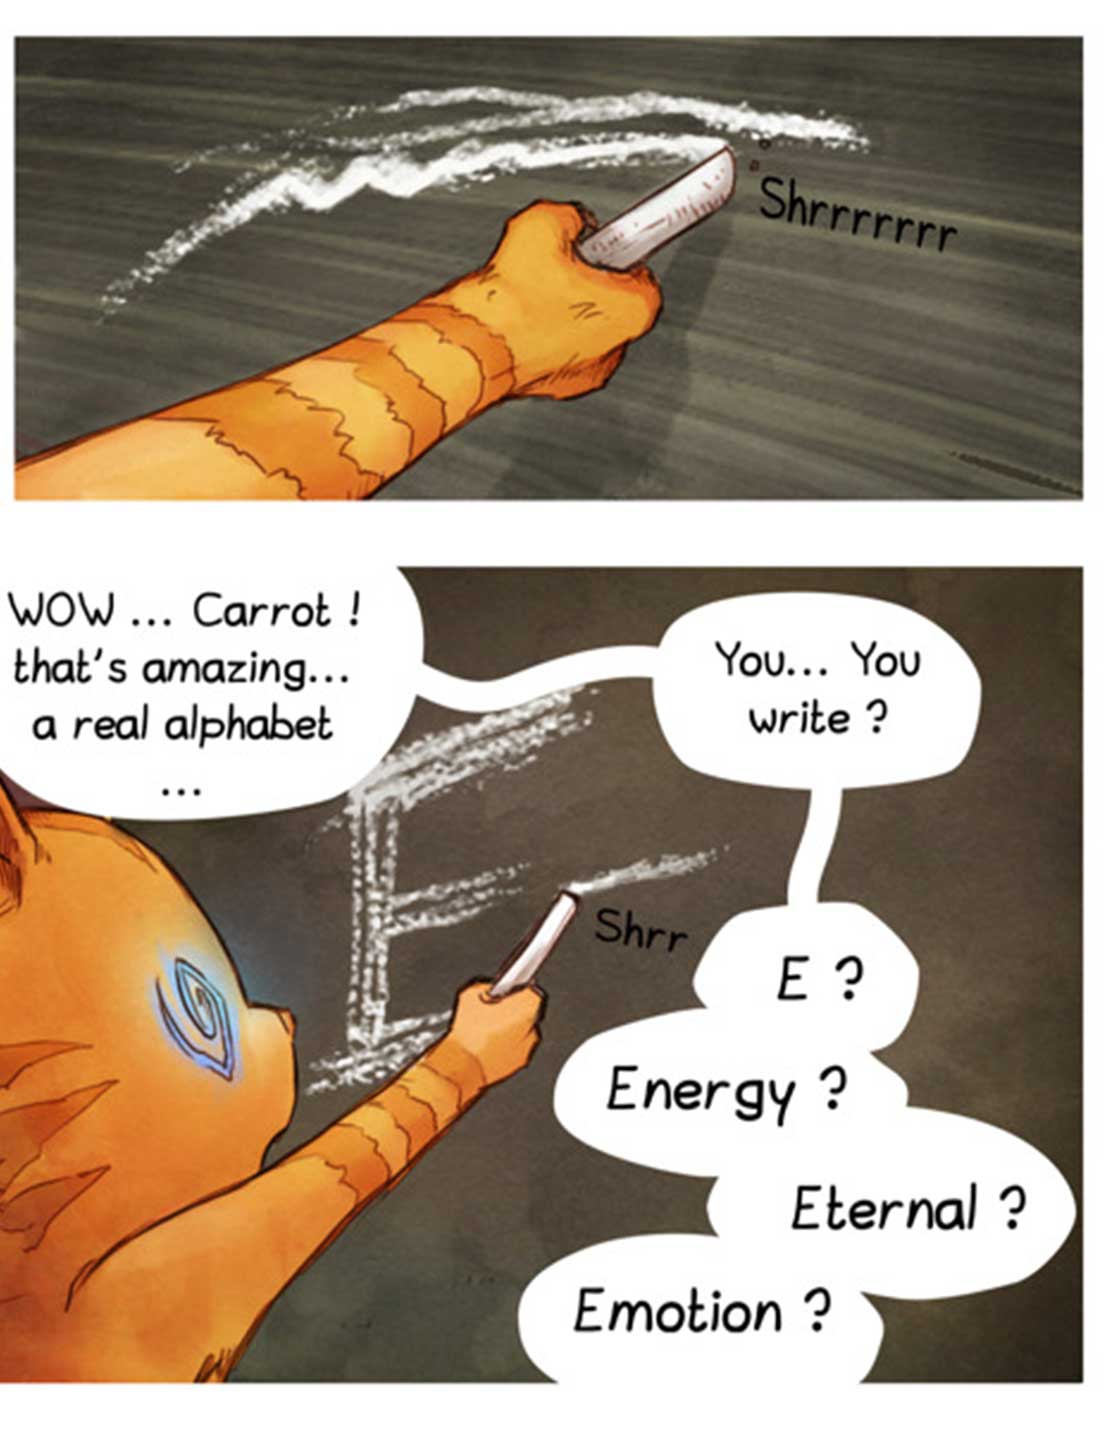 Shrrrrrrr
WOW ... Carrot !
that's amazing...
a real alphabet
...
You... You
write ?
E
Shrr
E ?
Energy ?
Eternal ?
Emotion ?